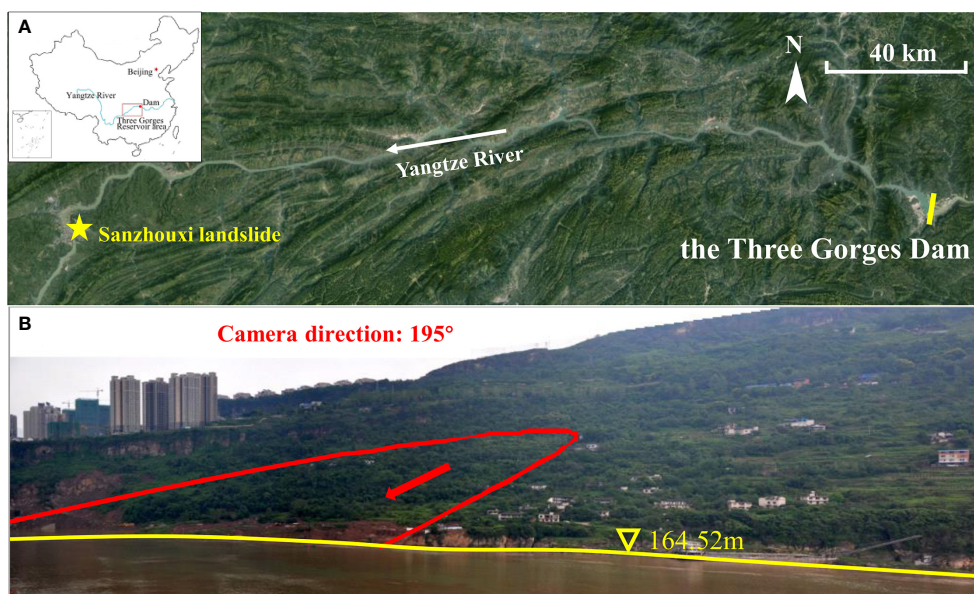 A
Beijing
Yangtze River
Dam
Three Gorges
Reservoir area
N
40 km
Yangtze River
Sanzhouxi landslide
the Three Gorges Dam
B
Camera direction: 195°
164.52m